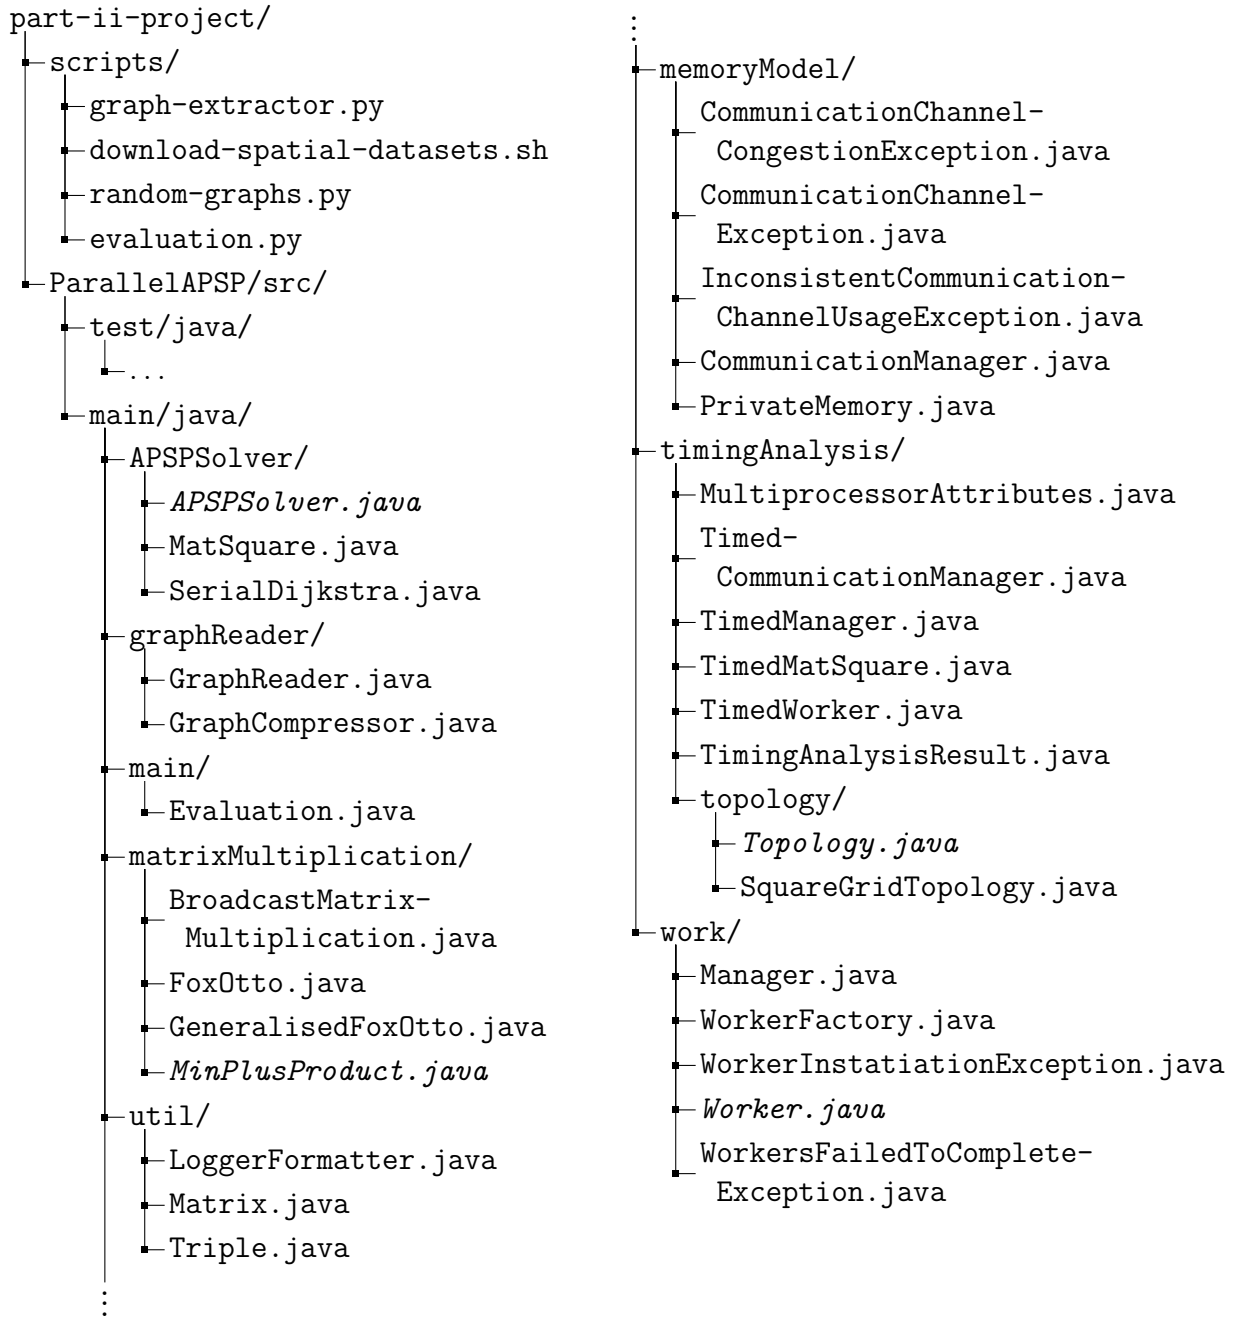 part-ii-project/
scripts/
graph-extractor.py
download-spatial-datasets.sh
random-graphs.py
evaluation.py
ParallelAPSP/src/
test/java/
...
main/java/
APSPSolver/
APSPSolver.java
MatSquare.java
SerialDijkstra.java
graphReader/
GraphReader.java
GraphCompressor.java
main/
Evaluation.java
matrixMultiplication/
BroadcastMatrix-
Multiplication.java
FoxOtto.java
GeneralisedFoxOtto.java
MinPlusProduct.java
util/
LoggerFormatter.java
Matrix.java
Triple.java
⋮
⋮
memoryModel/
CommunicationChannel-
CongestionException.java
CommunicationChannel-
Exception.java
InconsistentCommunication-
ChannelUsageException.java
CommunicationManager.java
PrivateMemory.java
timingAnalysis/
MultiprocessorAttributes.java
Timed-
CommunicationManager.java
TimedManager.java
TimedMatSquare.java
TimedWorker.java
TimingAnalysisResult.java
topology/
Topology.java
SquareGridTopology.java
work/
Manager.java
WorkerFactory.java
WorkerInstatiationException.java
Worker.java
WorkersFailedToComplete-
Exception.java